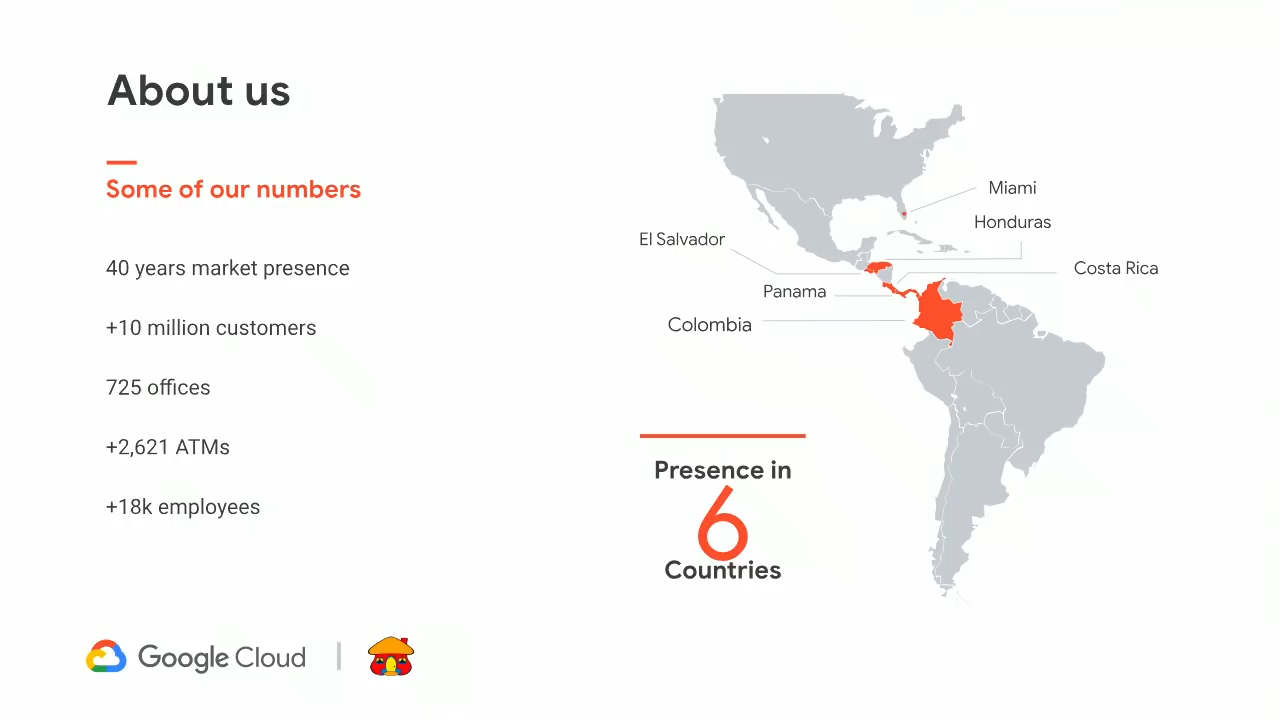 About us
Some of our numbers
40 years market presence
+10 million customers
725 offices
+2,621 ATMs
+18k employees
Miami
Honduras
El Salvador
Costa Rica
Panama
Colombia
Presence in
6
Countries
Google Cloud